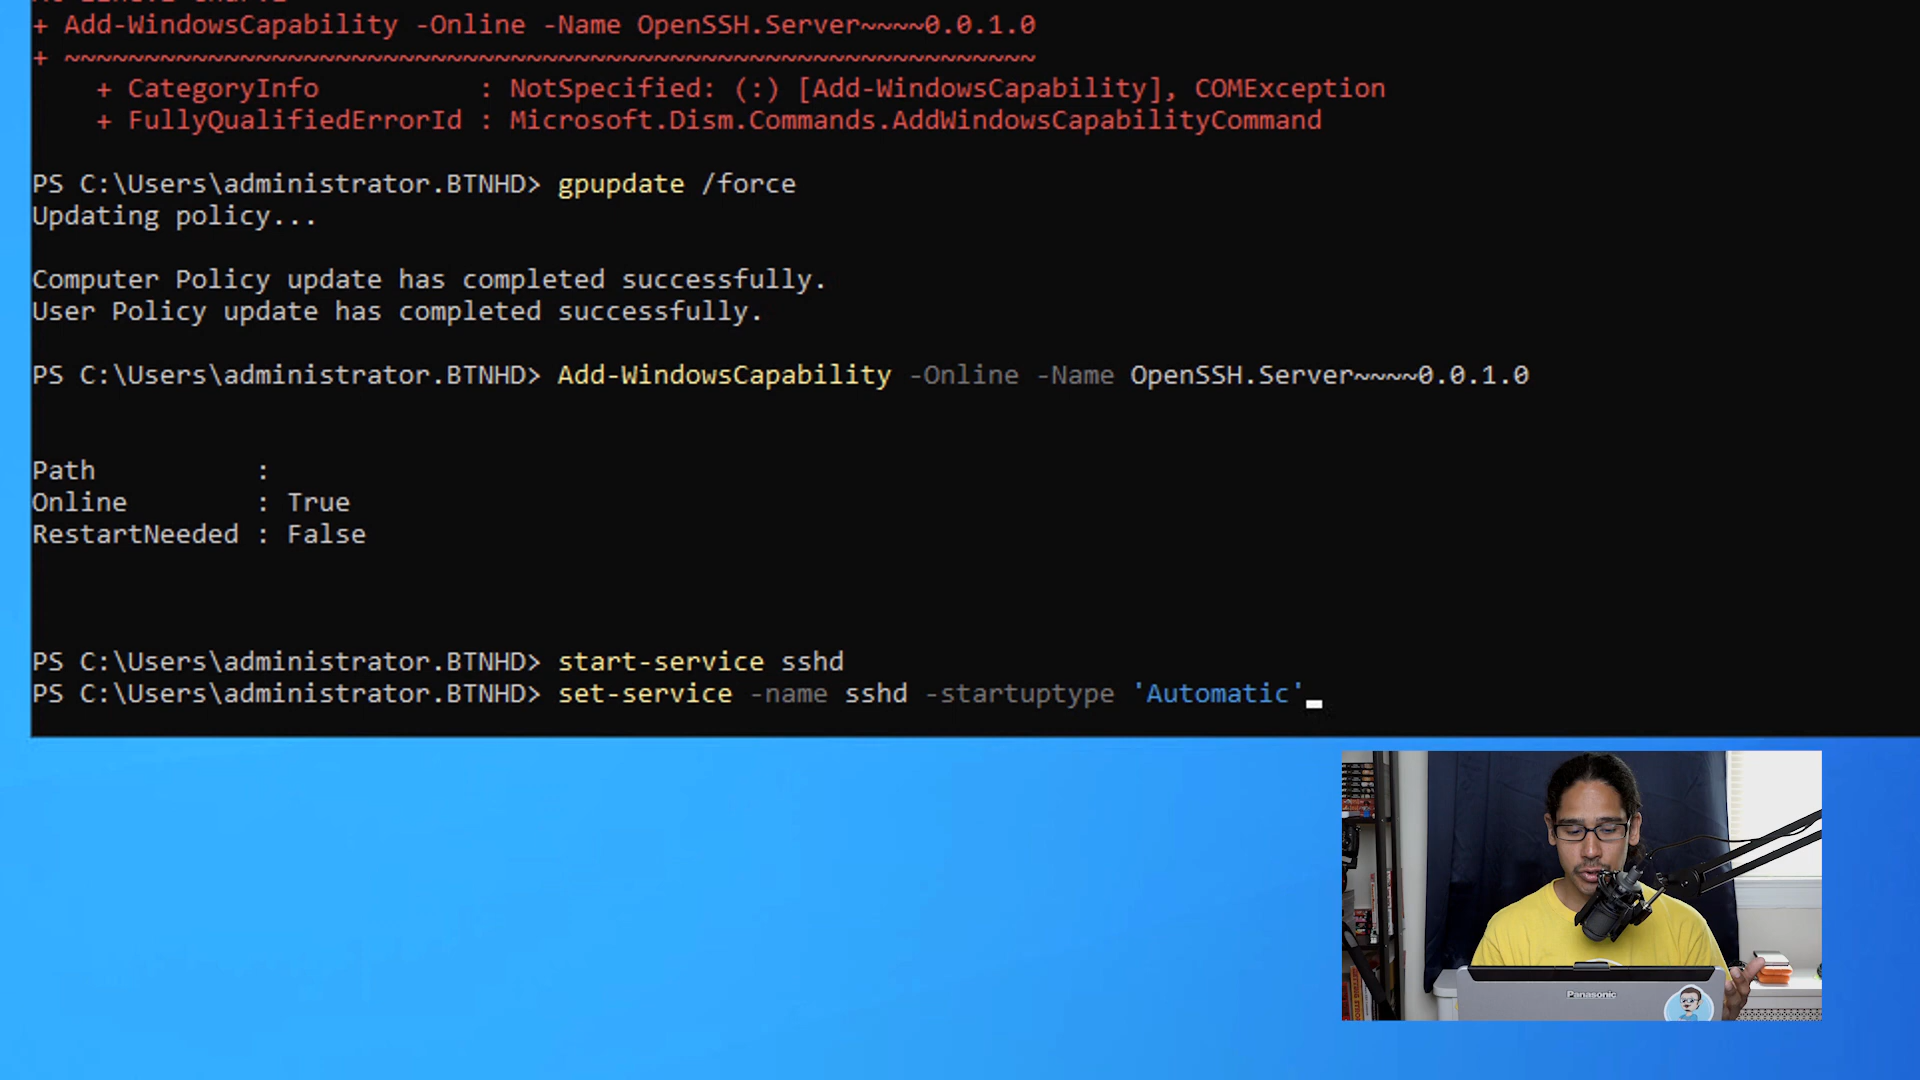 + Add-WindowsCapability -Online -Name OpenSSH.Server~~~~0.0.1.0
+ ~~~~~~~~~~~~~~~~~~~~~~~~~~~~~~~~~~~~~~~~~~~~~~~~~~~~~~~~~~~~~
+ CategoryInfo : NotSpecified: (:) [Add-WindowsCapability], COMException
+ FullyQualifiedErrorId : Microsoft.Dism.Commands.AddWindowsCapabilityCommand
PS C:\Users\administrator.BTNHD> gpupdate /force
Updating policy...
Computer Policy update has completed successfully.
User Policy update has completed successfully.
PS C:\Users\administrator.BTNHD> Add-WindowsCapability -Online -Name OpenSSH.Server~~~~0.0.1.0
Path :
Online : True
RestartNeeded : False
PS C:\Users\administrator.BTNHD> start-service sshd
PS C:\Users\administrator.BTNHD> set-service -name sshd -startuptype 'Automatic'
Panasonic